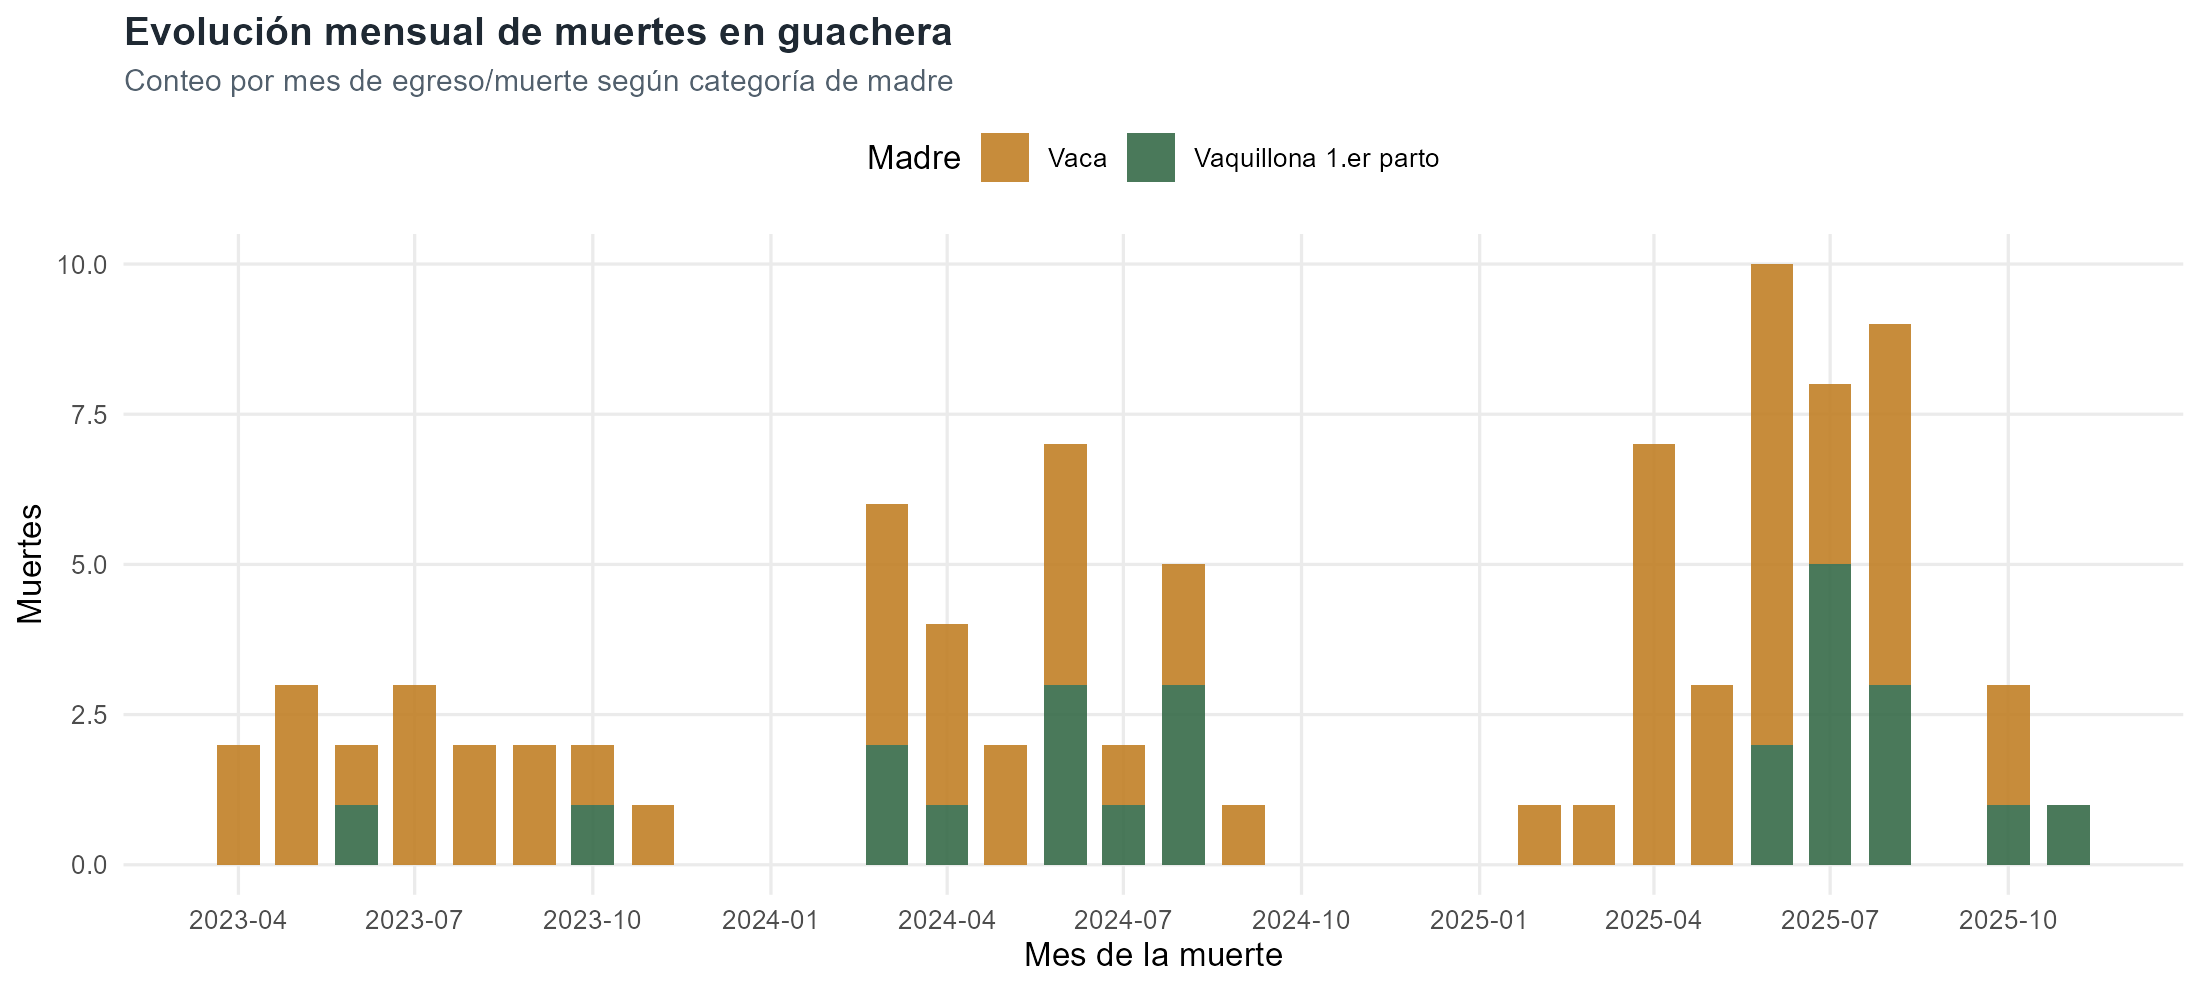 Evolución mensual de muertes en guachera
Conteo por mes de egreso/muerte según categoría de madre
Madre Vaca Vaquillona 1.er parto
10.0
7.5
5.0
2.5
0.0
Muertes
2023-04 2023-07 2023-10 2024-01 2024-04 2024-07 2024-10 2025-01 2025-04 2025-07 2025-10
Mes de la muerte